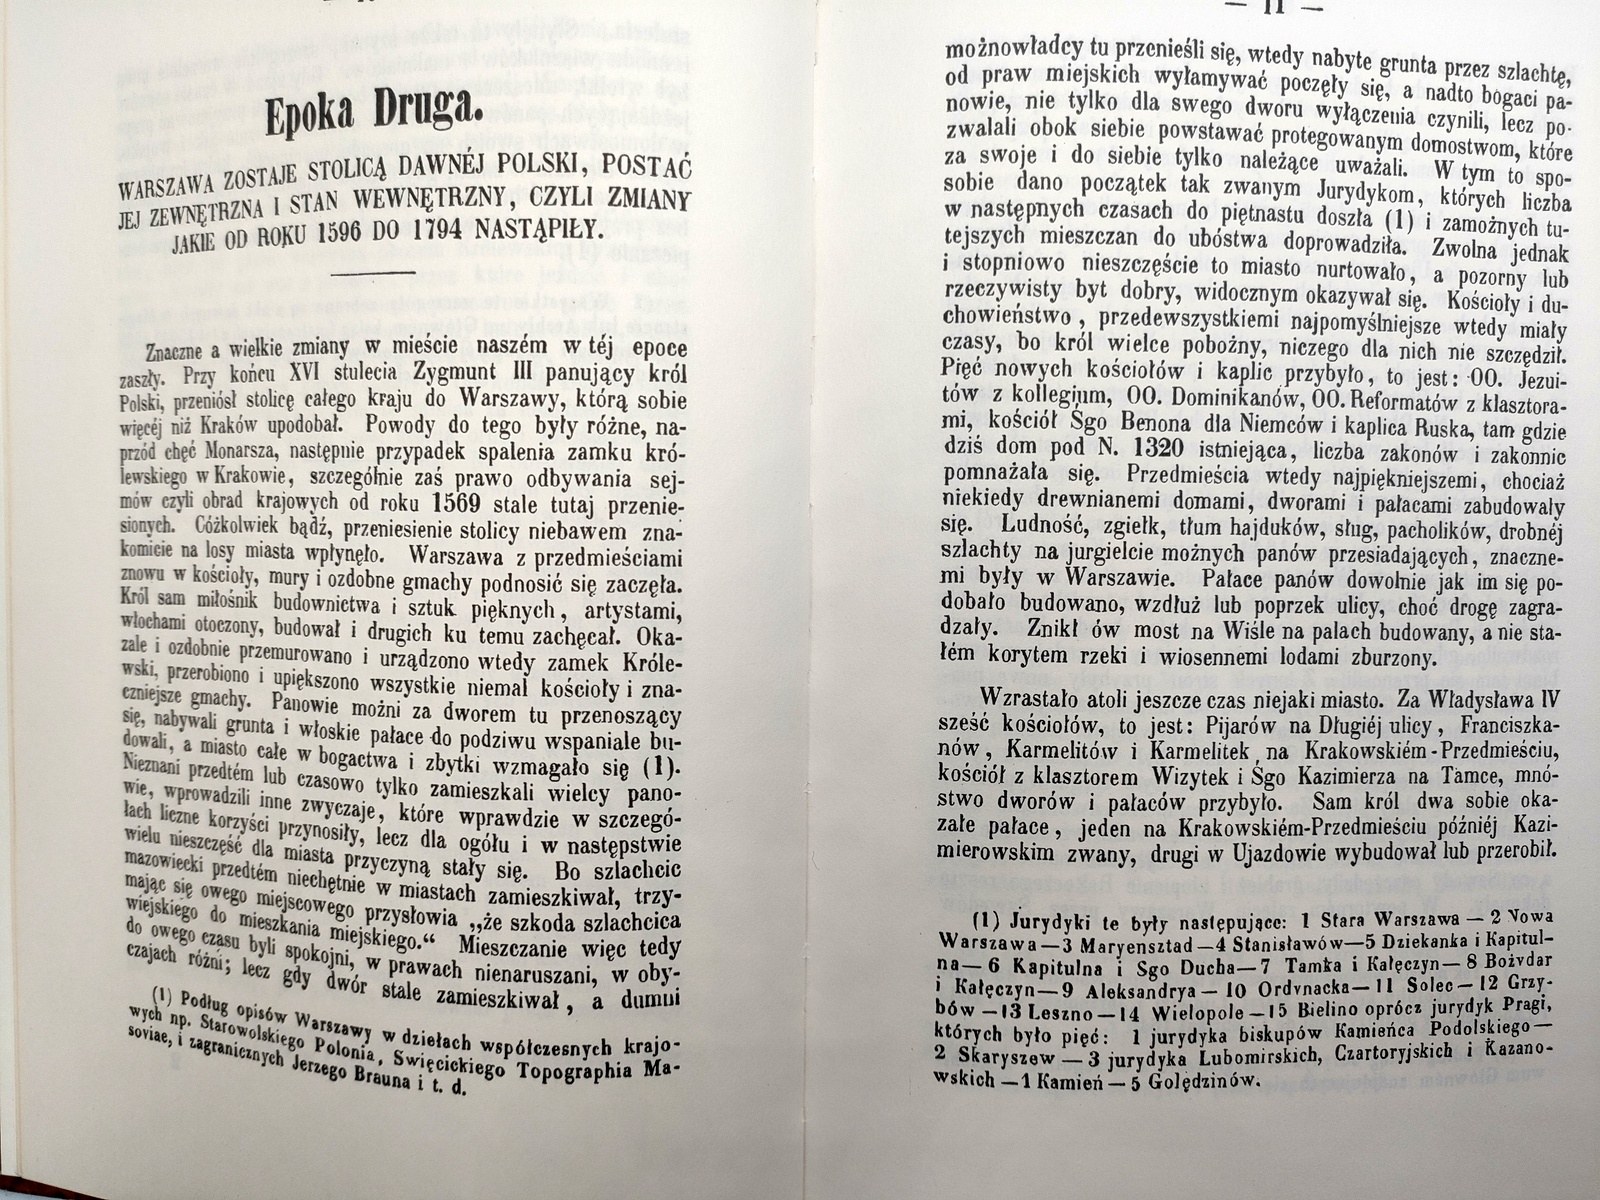 Epoka Druga.
WARSZAWA ZOSTAJE STOLICĄ DAWNÉJ POLSKI, POSTAĆ
JEJ ZEWNĘTRZNA I STAN WEWNĘTRZNY, CZYLI ZMIANY
JAKIE OD ROKU 1596 DO 1794 NASTĄPIŁY.
Znaczne a wielkie zmiany w mieście naszém w téj epoce
zaszły. Przy końcu XVI stulecia Zygmunt III panujący król
Polski, przeniósł stolicę całego kraju do Warszawy, którą sobie
więcéj niż Kraków upodobał. Powody do tego były różne, na-
przód chęć Monarsza, następnie przypadek spalenia zamku kró-
lewskiego w Krakowie, szczególnie zaś prawo odbywania sej-
mów czyli obrad krajowych od roku 1569 stale tutaj przenie-
sionych. Cóżkolwiek bądź, przeniesienie stolicy niebawem zna-
komicie na losy miasta wpłynęło. Warszawa z przedmieściami
znowu w kościoły, mury i ozdobne gmachy podnosić się zaczęła.
Król sam miłośnik budownictwa i sztuk pięknych, artystami,
włochami otoczony, budował i drugich ku temu zachęcał. Oka-
zale i ozdobnie przemurowano i urządzono wtedy zamek Króle-
wski, przerobiono i upiększono wszystkie niemal kościoły i zna-
czniejsze gmachy. Panowie możni za dworem tu przenoszący
się, nabywali grunta i włoskie pałace do podziwu wspaniale bu-
dowali, a miasto całe w bogactwa i zbytki wzmagało się (1).
Nieznani przedtém lub czasowo tylko zamieszkali wielcy pano-
wie, wprowadzili inne zwyczaje, które wprawdzie w szczegó-
łach liczne korzyści przynosiły, lecz dla ogółu i w następstwie
wielu nieszczęść dla miasta przyczyną stały się. Bo szlachcic
mazowiecki przedtém niechętnie w miastach zamieszkiwał, trzy-
mając się owego miejscowego przysłowia „że szkoda szlachcica
wiejskiego do mieszkania miejskiego.“ Mieszczanie więc tedy
do owego czasu byli spokojni, w prawach nienaruszani, w oby-
czajach różni; lecz gdy dwór stale zamieszkiwał, a dumni
(1) Podług opisów Warszawy w dziełach współczesnych krajo-
wych np. Starowolskiego Polonia, Święcickiego Topographia Ma-
soviae, i zagranicznych Jerzego Brauna i t. d.
— 11 —
możnowładcy tu przenieśli się, wtedy nabyte grunta przez szlachtę,
od praw miejskich wyłamywać poczęły się, a nadto bogaci pa-
nowie, nie tylko dla swego dworu wyłączenia czynili, lecz po-
zwalali obok siebie powstawać protegowanym domostwom, które
za swoje i do siebie tylko należące uważali. W tym to spo-
sobie dano początek tak zwanym Jurydykom, których liczba
w następnych czasach do piętnastu doszła (1) i zamożnych tu-
tejszych mieszczan do ubóstwa doprowadziła. Zwolna jednak
i stopniowo nieszczęście to miasto nurtowało, a pozorny lub
rzeczywisty byt dobry, widocznym okazywał się. Kościoły i du-
chowieństwo, przedewszystkiemi najpomyślniejsze wtedy miały
czasy, bo król wielce pobożny, niczego dla nich nie szczędził.
Pięć nowych kościołów i kaplic przybyło, to jest: OO. Jezui-
tów z kollegjum, OO. Dominikanów, OO. Reformatów z klasztora-
mi, kościół Sgo Benona dla Niemców i kaplica Ruska, tam gdzie
dziś dom pod N. 1320 istniejąca, liczba zakonów i zakonnic
pomnażała się. Przedmieścia wtedy najpiękniejszemi, chociaż
niekiedy drewnianemi domami, dworami i pałacami zabudowały
się. Ludność, zgiełk, tłum hajduków, sług, pacholików, drobnéj
szlachty na jurgielcie możnych panów przesiadających, znaczne-
mi były w Warszawie. Pałace panów dowolnie jak im się po-
dobało budowano, wzdłuż lub poprzek ulicy, choć drogę zagra-
dzały. Znikł ów most na Wiśle na palach budowany, a nie sta-
łém korytem rzeki i wiosennemi lodami zburzony.
Wzrastało atoli jeszcze czas niejaki miasto. Za Władysława IV
sześć kościołów, to jest: Pijarów na Długiéj ulicy, Franciszka-
nów, Karmelitów i Karmelitek na Krakowskiém-Przedmieściu,
kościół z klasztorem Wizytek i Sgo Kazimierza na Tamce, mnó-
stwo dworów i pałaców przybyło. Sam król dwa sobie oka-
załe pałace, jeden na Krakowskiém-Przedmieściu późniéj Kazi-
mierowskim zwany, drugi w Ujazdowie wybudował lub przerobił.
(1) Jurydyki te były następujące: 1 Stara Warszawa — 2 Nowa
Warszawa—3 Maryensztad—4 Stanisławów—5 Dziekanka i Kapitul-
na— 6 Kapitulna i Sgo Ducha—7 Tamka i Kałęczyn—8 Bożydar
i Kałęczyn—9 Aleksandrya—10 Ordynacka—11 Solec—12 Grzy-
bów—13 Leszno—14 Wielopole—15 Bielino oprócz jurydyk Pragi,
których było pięć: 1 jurydyka biskupów Kamieńca Podolskiego—
2 Skaryszew — 3 jurydyka Lubomirskich, Czartoryjskich i Kazano-
wskich—1 Kamień—5 Golędzinów.